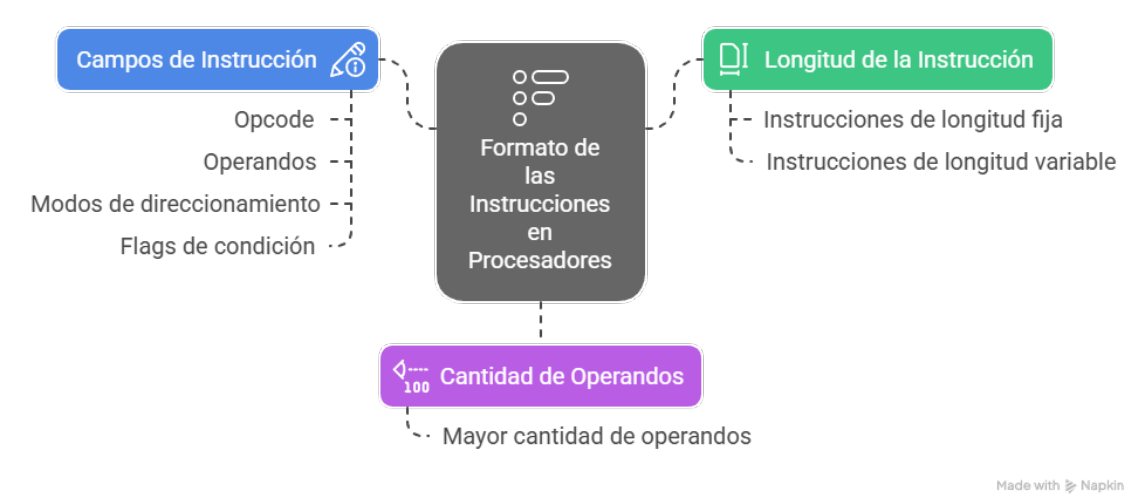 Campos de Instrucción
Opcode
Operandos
Modos de direccionamiento
Flags de condición
Formato de
las
Instrucciones
en
Procesadores
Longitud de la Instrucción
Instrucciones de longitud fija
Instrucciones de longitud variable
100
Cantidad de Operandos
Mayor cantidad de operandos
Made with Napkin